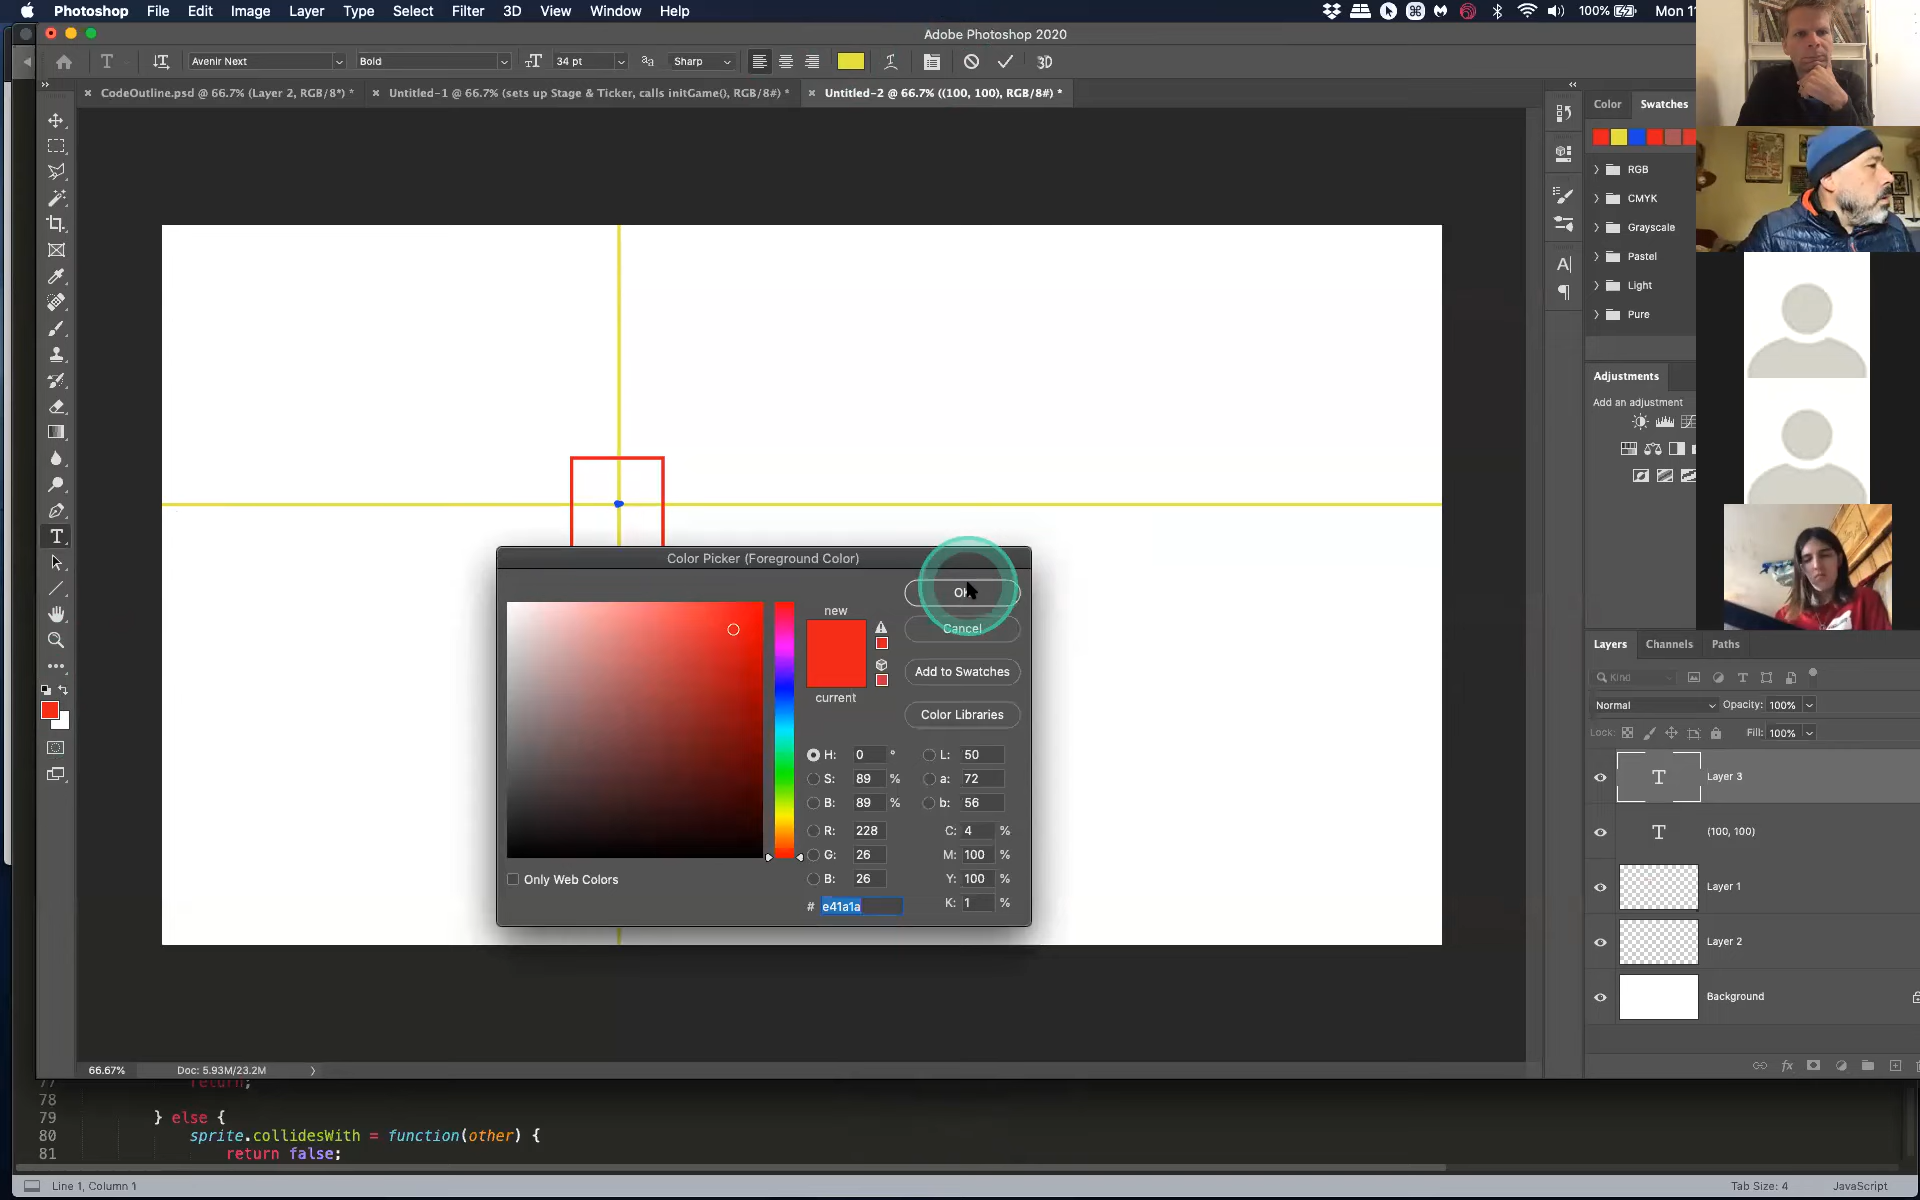 Photoshop File Edit Image Layer Type Select Filter 3D View Window Help 100% Mon 11
Adobe Photoshop 2020
Avenir Next Bold 34 pt Sharp 3D
CodeOutline.psd @ 66.7% (Layer 2, RGB/8*) * Untitled-1 @ 66.7% (sets up Stage & Ticker, calls initGame(), RGB/8#) * Untitled-2 @ 66.7% ((100, 100), RGB/8#) *
Color Swatches
RGB
CMYK
Grayscale
Pastel
Light
Pure
Adjustments
Add an adjustment
Color Picker (Foreground Color)
new
current
OK
Cancel
Add to Swatches
Color Libraries
H: 0 ° L: 50
S: 89 % a: 72
B: 89 % b: 56
R: 228 C: 4 %
G: 26 M: 100 %
B: 26 Y: 100 %
# e41a1a K: 1 %
Only Web Colors
Layers Channels Paths
Kind
Normal Opacity: 100%
Lock: Fill: 100%
Layer 3
(100, 100)
Layer 1
Layer 2
Background
66.67% Doc: 5.93M/23.2M
77 return;
78
79 } else {
80 sprite.collidesWith = function(other) {
81 return false;
Line 1, Column 1 Tab Size: 4 JavaScript